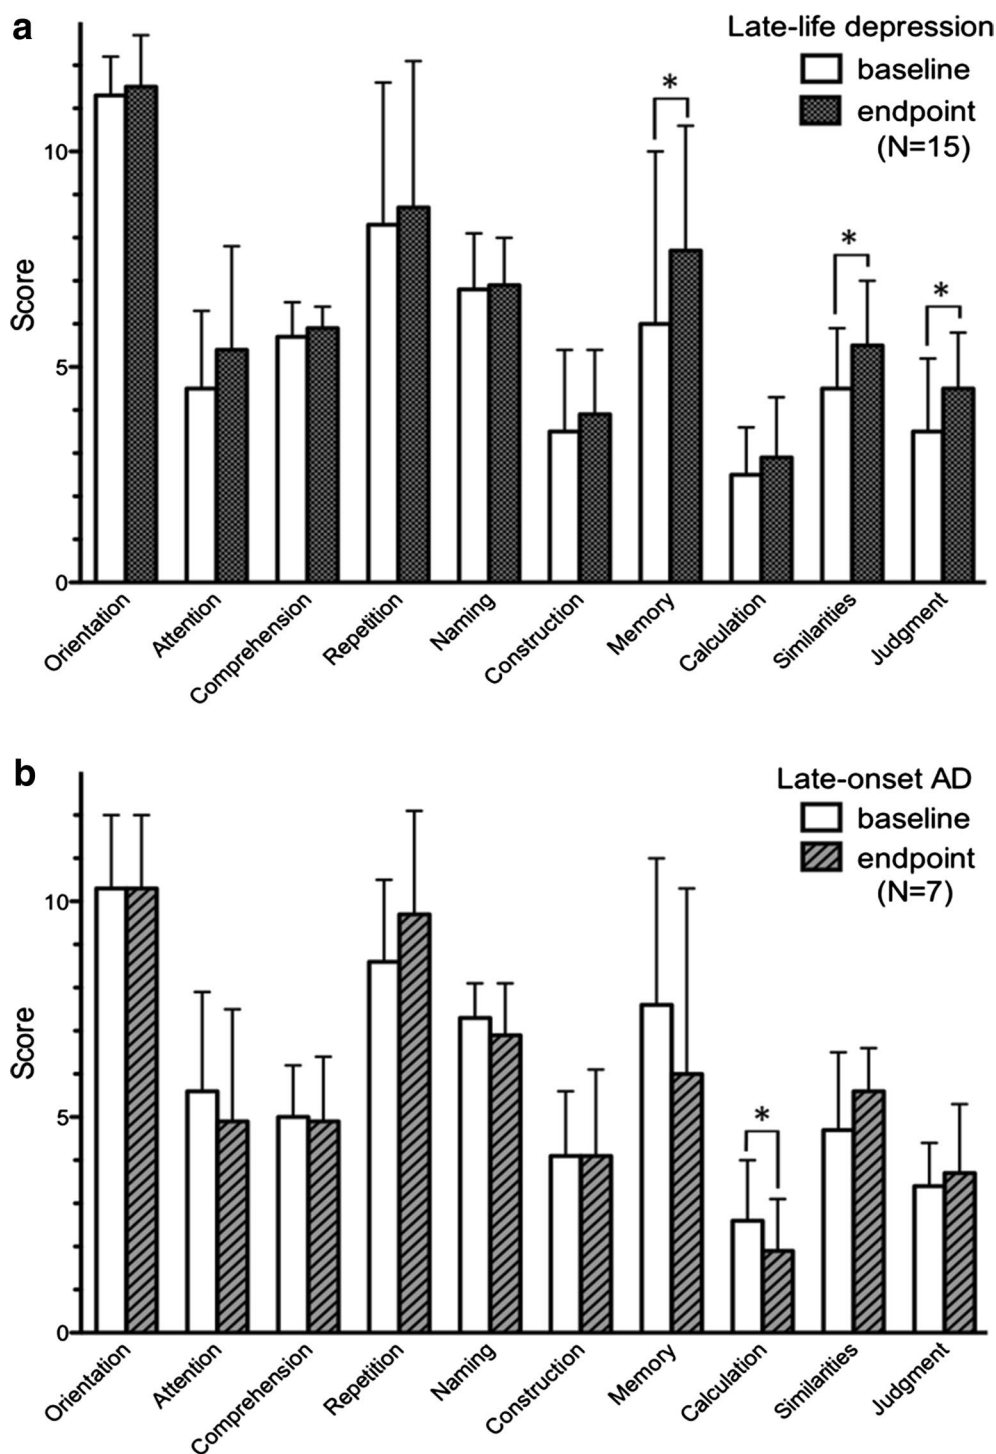 a
Late-life depression
baseline
endpoint
(N=15)
*
*
*
Score
10
5
0
Orientation
Attention
Comprehension
Repetition
Naming
Construction
Memory
Calculation
Similarities
Judgment
b
Late-onset AD
baseline
endpoint
(N=7)
*
Score
10
5
0
Orientation
Attention
Comprehension
Repetition
Naming
Construction
Memory
Calculation
Similarities
Judgment